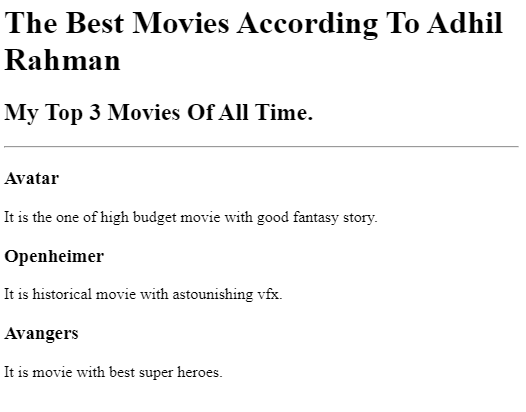 The Best Movies According To Adhil
Rahman
My Top 3 Movies Of All Time.
Avatar
It is the one of high budget movie with good fantasy story.
Openheimer
It is historical movie with astounishing vfx.
Avangers
It is movie with best super heroes.